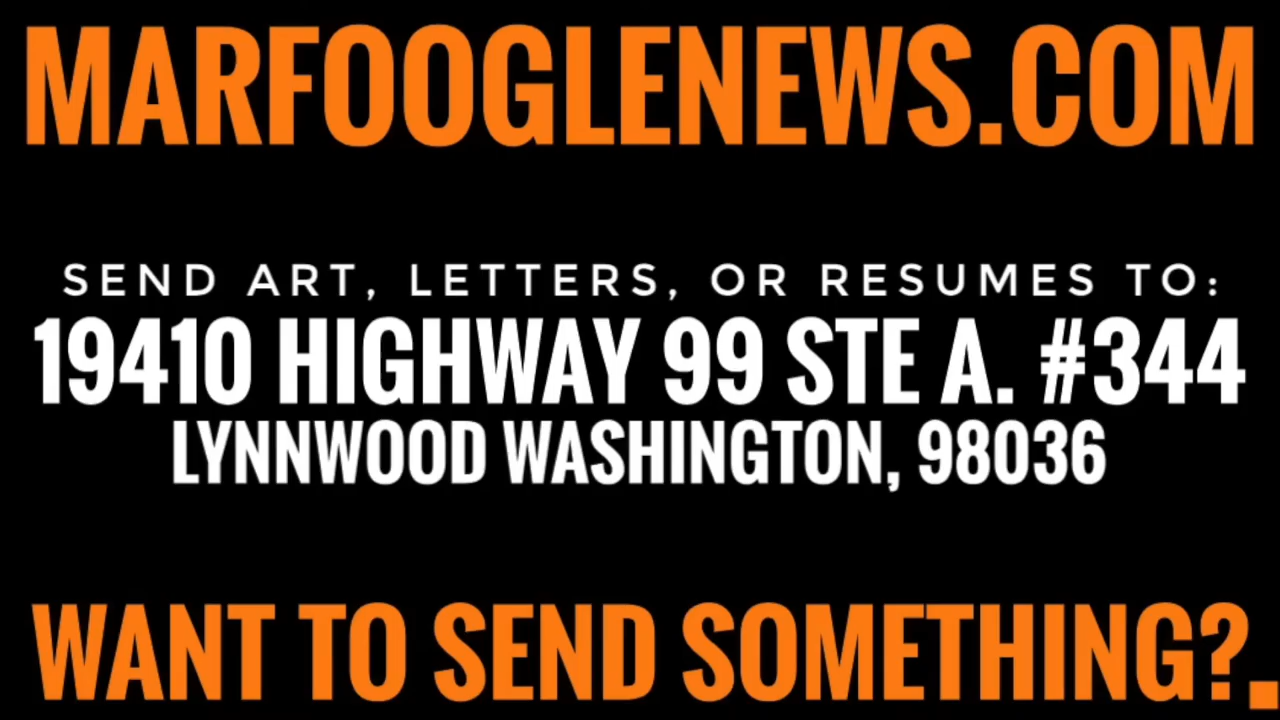 MARFOOGLENEWS.COM
SEND ART, LETTERS, OR RESUMES TO:
19410 HIGHWAY 99 STE A. #344
LYNNWOOD WASHINGTON, 98036
WANT TO SEND SOMETHING?.